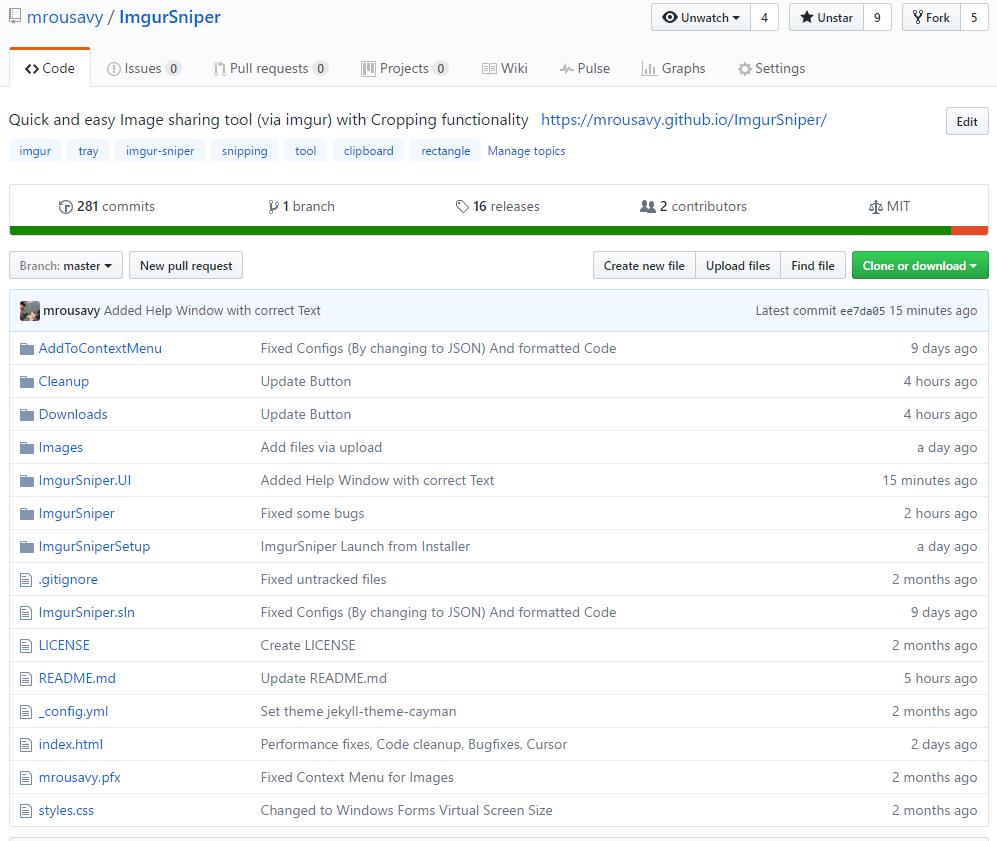 mrousavy / ImgurSniper Unwatch 4 Unstar 9 Fork 5
Code Issues 0 Pull requests 0 Projects 0 Wiki Pulse Graphs Settings
Quick and easy Image sharing tool (via imgur) with Cropping functionality https://mrousavy.github.io/ImgurSniper/ Edit
imgur tray imgur-sniper snipping tool clipboard rectangle Manage topics
281 commits 1 branch 16 releases 2 contributors MIT
Branch: master New pull request Create new file Upload files Find file Clone or download
mrousavy Added Help Window with correct Text Latest commit ee7da05 15 minutes ago
AddToContextMenu Fixed Configs (By changing to JSON) And formatted Code 9 days ago
Cleanup Update Button 4 hours ago
Downloads Update Button 4 hours ago
Images Add files via upload a day ago
ImgurSniper.UI Added Help Window with correct Text 15 minutes ago
ImgurSniper Fixed some bugs 2 hours ago
ImgurSniperSetup ImgurSniper Launch from Installer a day ago
.gitignore Fixed untracked files 2 months ago
ImgurSniper.sln Fixed Configs (By changing to JSON) And formatted Code 9 days ago
LICENSE Create LICENSE 2 months ago
README.md Update README.md 5 hours ago
_config.yml Set theme jekyll-theme-cayman 2 months ago
index.html Performance fixes, Code cleanup, Bugfixes, Cursor 2 days ago
mrousavy.pfx Fixed Context Menu for Images 2 months ago
styles.css Changed to Windows Forms Virtual Screen Size 2 months ago